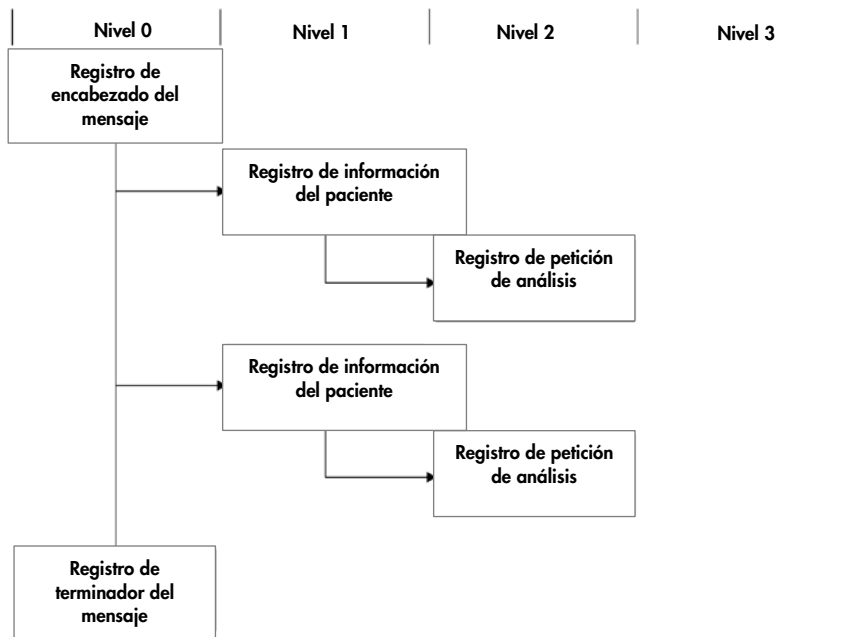 Nivel 0 Nivel 1 Nivel 2 Nivel 3
Registro de
encabezado del
mensaje
Registro de información
del paciente
Registro de petición
de análisis
Registro de información
del paciente
Registro de petición
de análisis
Registro de
terminador del
mensaje